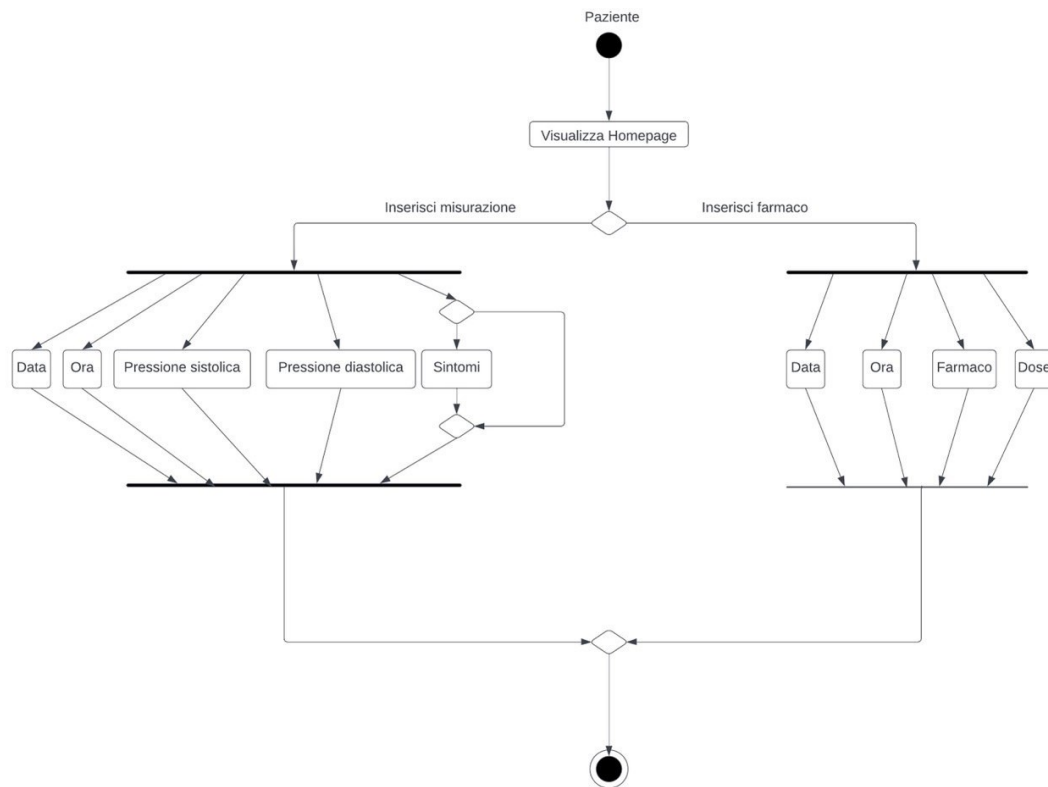 Paziente
Visualizza Homepage
Inserisci misurazione
Inserisci farmaco
Data
Ora
Pressione sistolica
Pressione diastolica
Sintomi
Data
Ora
Farmaco
Dose